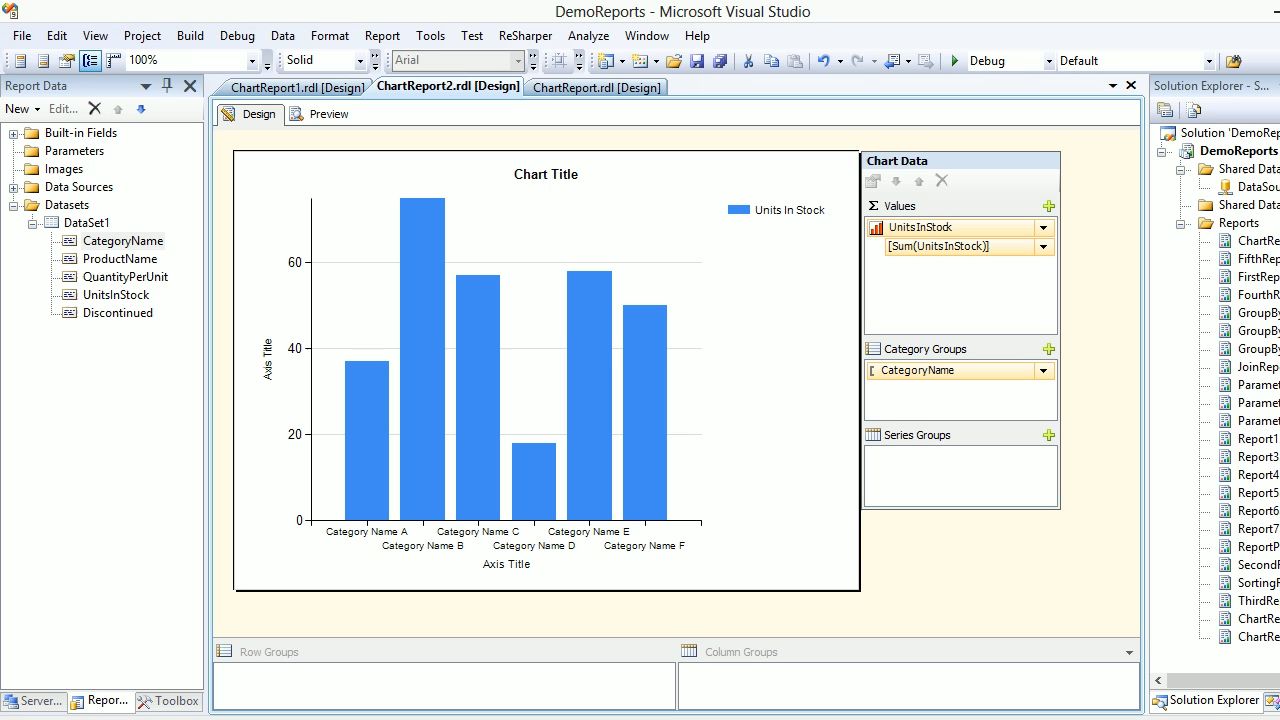 DemoReports - Microsoft Visual Studio
File Edit View Project Build Debug Data Format Report Tools Test ReSharper Analyze Window Help
100% Solid Arial Debug Default
Report Data
New Edit...
Built-in Fields
Parameters
Images
Data Sources
Datasets
DataSet1
CategoryName
ProductName
QuantityPerUnit
UnitsInStock
Discontinued
Server... Repor... Toolbox
ChartReport1.rdl [Design] ChartReport2.rdl [Design] ChartReport.rdl [Design]
Design Preview
Chart Title
Units In Stock
Axis Title
60
40
20
0
Category Name A Category Name C Category Name E
Category Name B Category Name D Category Name F
Axis Title
Chart Data
Σ Values
UnitsInStock
[Sum(UnitsInStock)]
Category Groups
CategoryName
Series Groups
Row Groups Column Groups
Solution Explorer - S...
Solution 'DemoRep
DemoReports
Shared Data
DataSou
Shared Data
Reports
ChartRe
FifthRep
FirstRep
FourthR
GroupBy
GroupBy
GroupBy
JoinRepo
Paramet
Paramet
Paramet
Report1
Report3
Report4
Report5
Report6
Report7
ReportP
SecondR
SortingR
ThirdRe
ChartRe
ChartRe
Solution Explorer